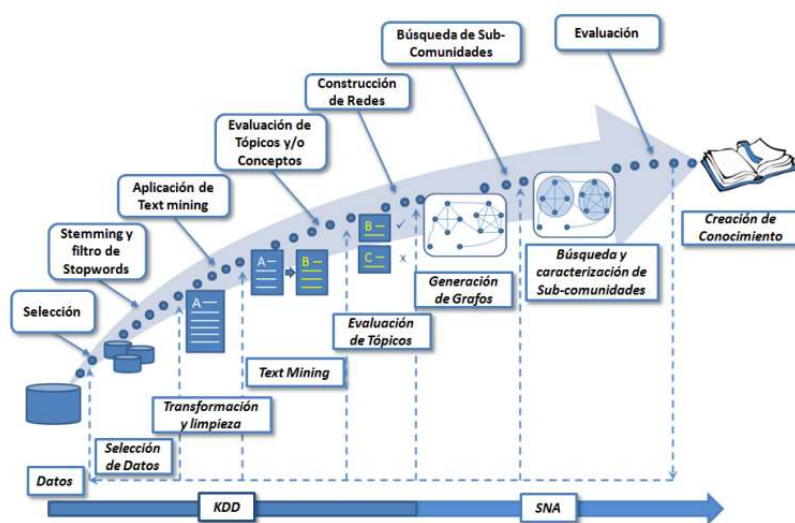 Búsqueda de Sub-
Comunidades
Evaluación
Construcción
de Redes
Evaluación de
Tópicos y/o
Conceptos
Aplicación de
Text mining
Stemming y
filtro de
Stopwords
Selección
A
A
B
B
C
x
Creación de
Conocimiento
Búsqueda y
caracterización de
Sub-comunidades
Generación
de Grafos
Evaluación
de Tópicos
Text Mining
Transformación
y limpieza
Selección
de Datos
Datos
KDD
SNA